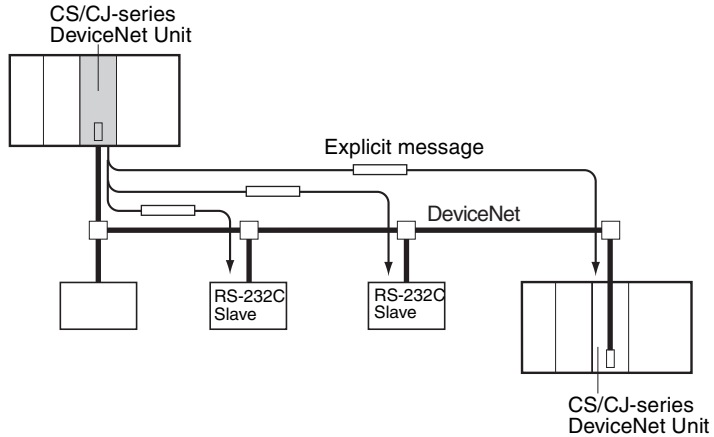 CS/CJ-series
DeviceNet Unit
Explicit message
DeviceNet
RS-232C
Slave
RS-232C
Slave
CS/CJ-series
DeviceNet Unit